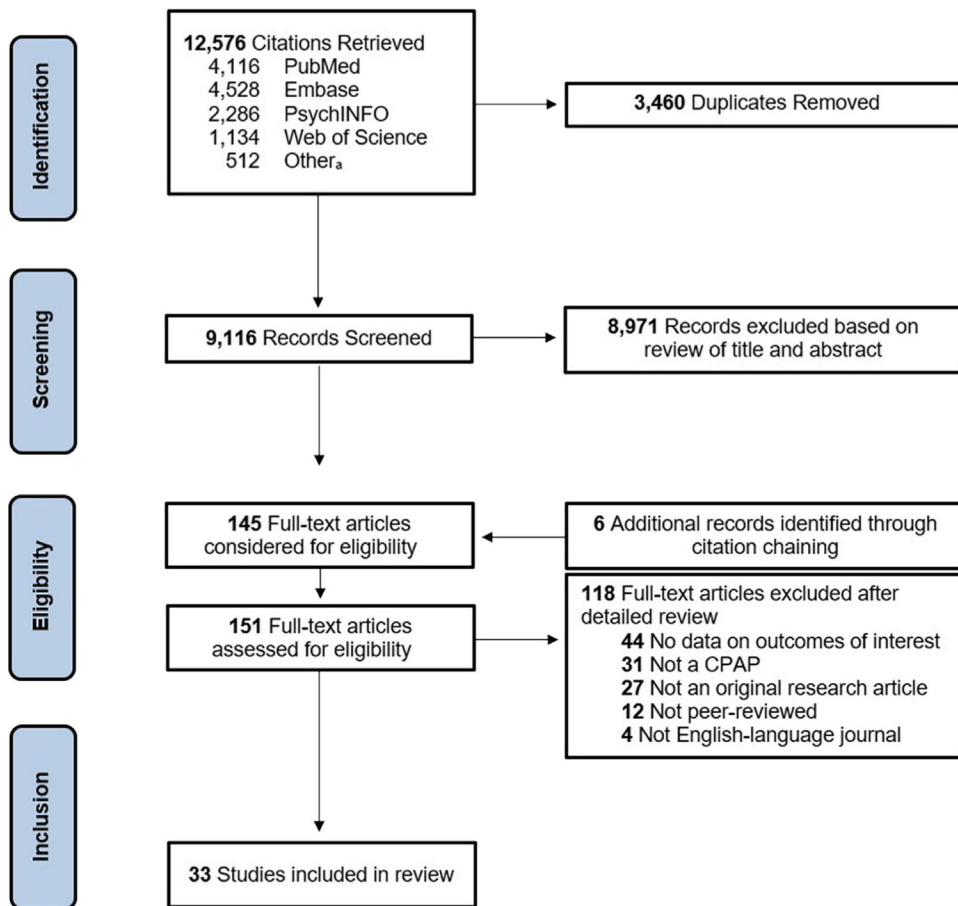 Identification
12,576 Citations Retrieved
4,116 PubMed
4,528 Embase
2,286 PsychINFO
1,134 Web of Science
512 Otherₐ
3,460 Duplicates Removed
Screening
9,116 Records Screened
8,971 Records excluded based on
review of title and abstract
Eligibility
145 Full-text articles
considered for eligibility
6 Additional records identified through
citation chaining
151 Full-text articles
assessed for eligibility
118 Full-text articles excluded after
detailed review
44 No data on outcomes of interest
31 Not a CPAP
27 Not an original research article
12 Not peer-reviewed
4 Not English-language journal
Inclusion
33 Studies included in review